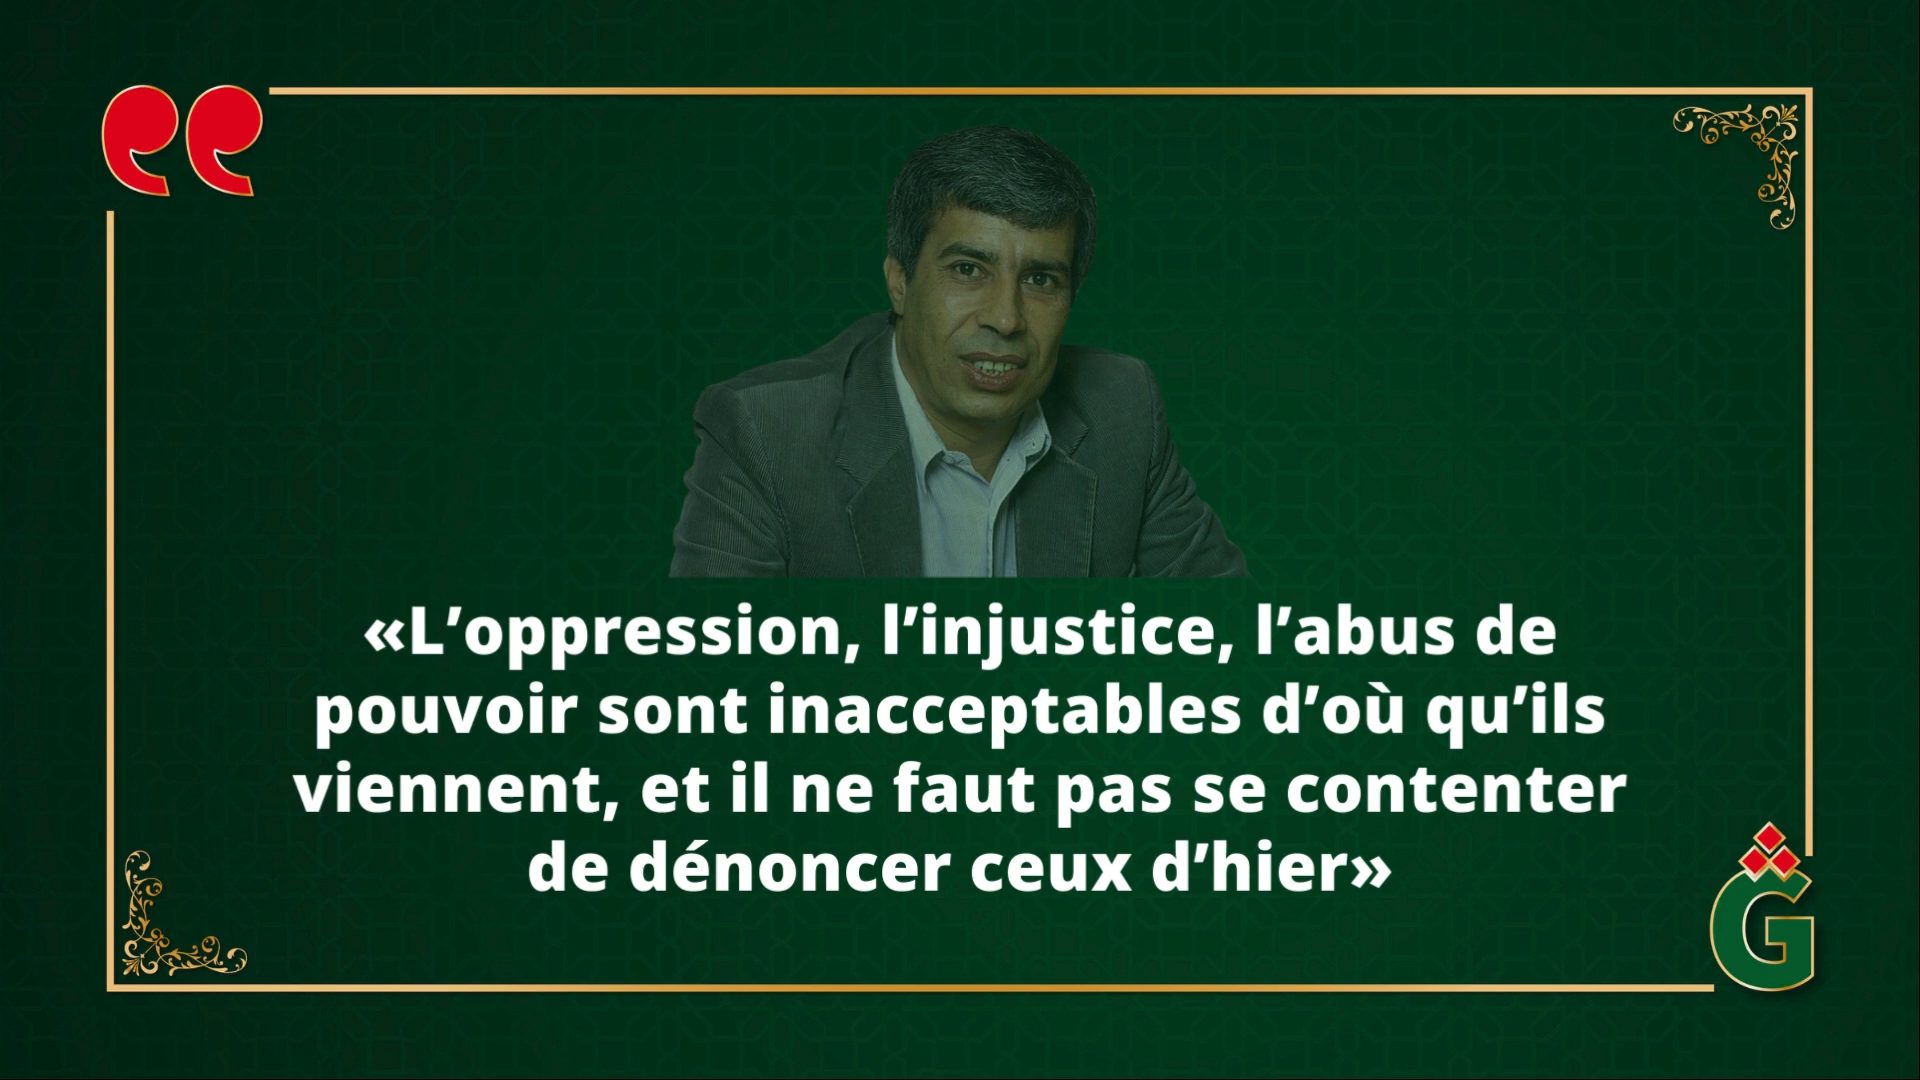 «L’oppression, l’injustice, l’abus de
pouvoir sont inacceptables d’où qu’ils
viennent, et il ne faut pas se contenter
de dénoncer ceux d’hier»
G